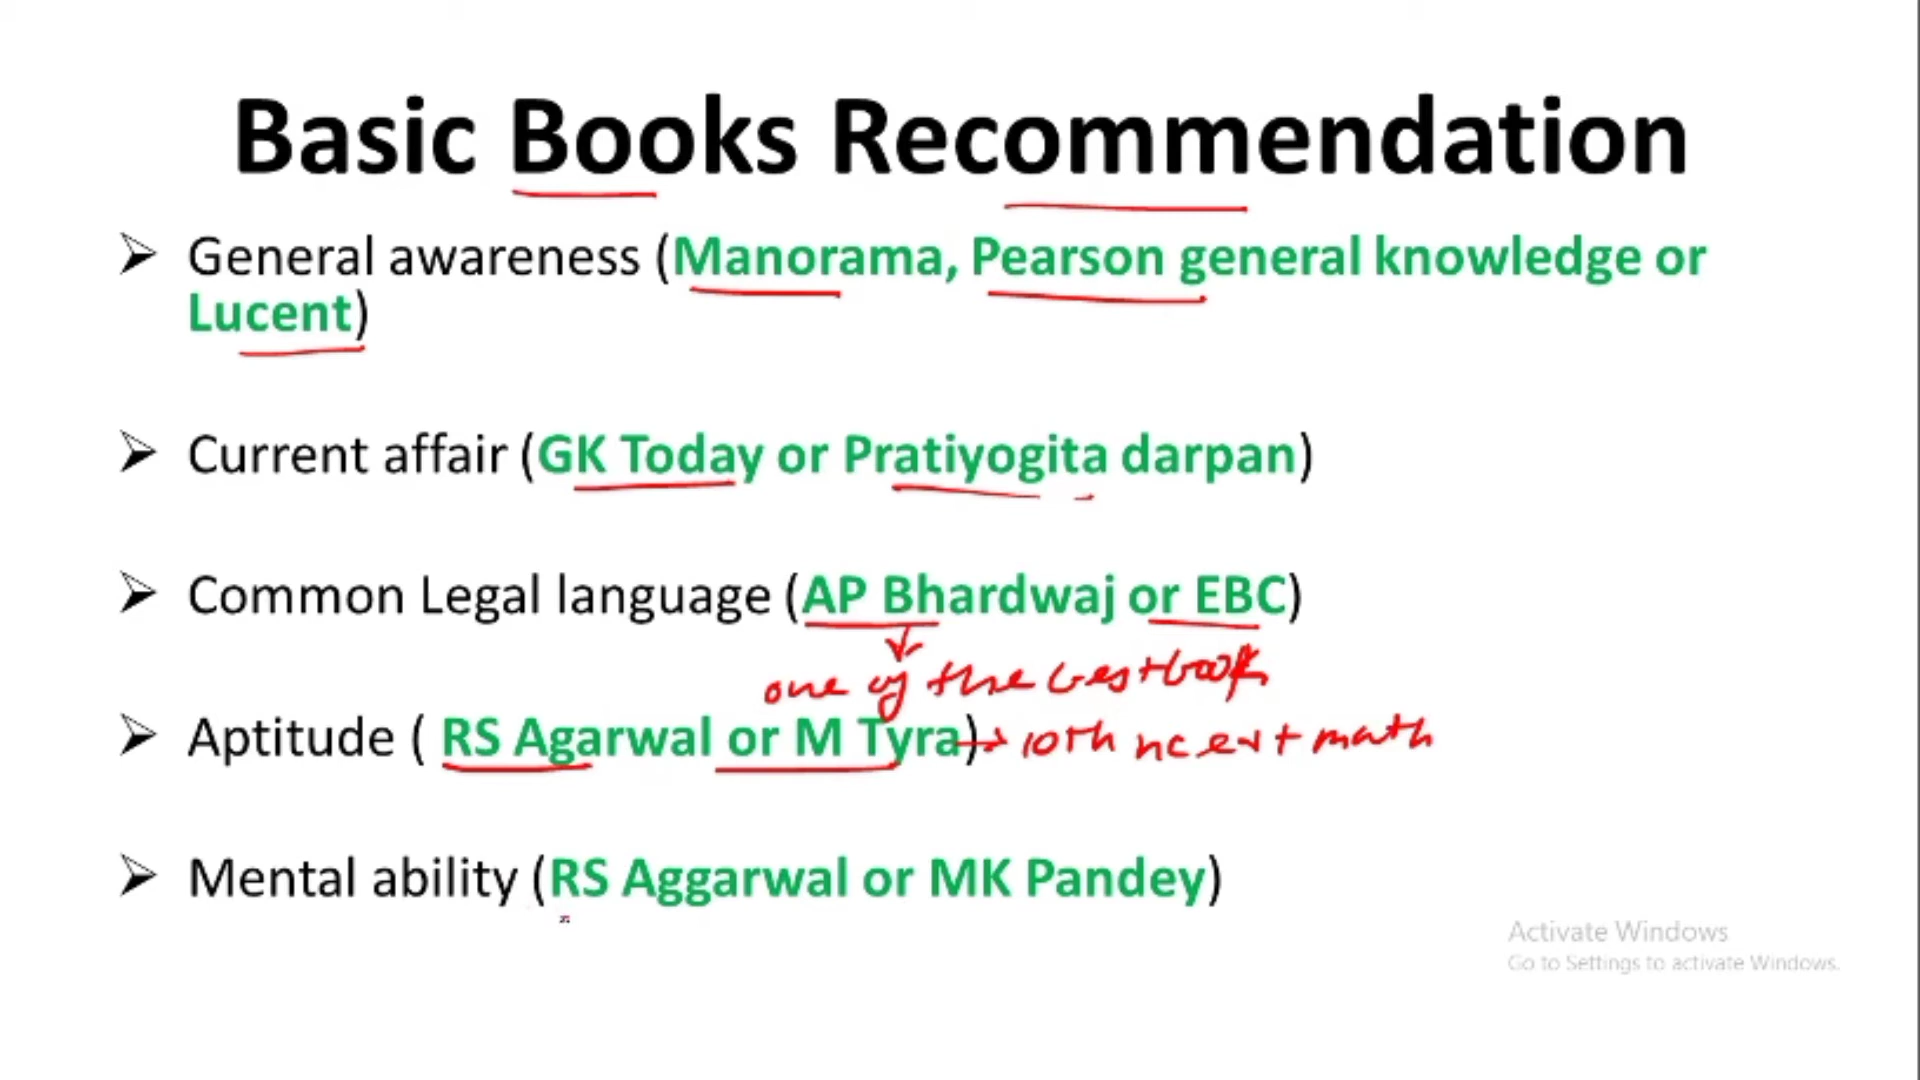 Basic Books Recommendation
General awareness (Manorama, Pearson general knowledge or
Lucent)
Current affair (GK Today or Pratiyogita darpan)
Common Legal language (AP Bhardwaj or EBC)
one of the best book
Aptitude ( RS Agarwal or M Tyra) → 10th ncert math
Mental ability (RS Aggarwal or MK Pandey)
Activate Windows
Go to Settings to activate Windows.